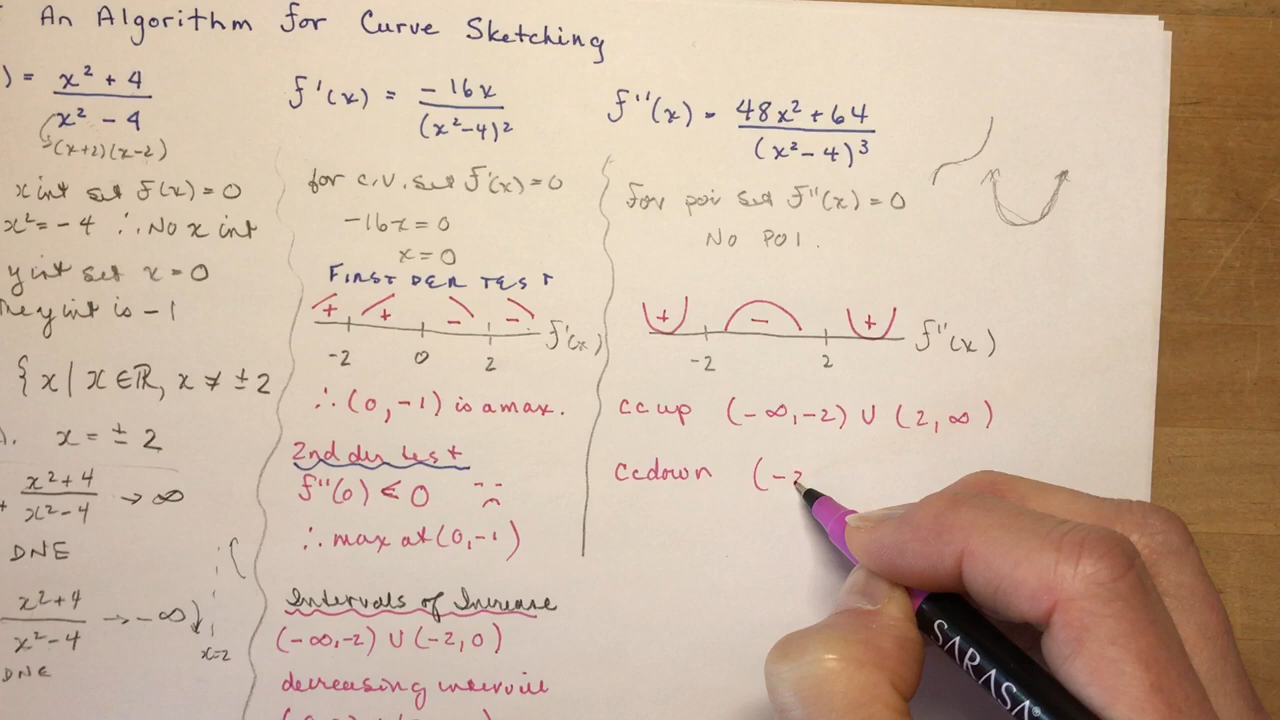 An Algorithm for Curve Sketching
) = x² + 4 / x² - 4
(x+2)(x-2)
x int set f(x) = 0
x² = -4 ∴ No x int
y int set x = 0
y int is -1
{x | x ∈ ℝ, x ≠ ± 2
x = ± 2
x²+4 / x²-4 → ∞
DNE
x²+4 / x²-4 → -∞
x=2
DNE
f'(x) = -16x / (x²-4)²
for c.v. set f'(x) = 0
-16x = 0
x = 0
FIRST DER TEST
+ + - - f'(x)
-2 0 2
∴ (0, -1) is a max.
2nd der test
f''(0) < 0
∴ max at (0, -1)
Intervals of Increase
(-∞, -2) ∪ (-2, 0)
decreasing
f''(x) = 48x² + 64 / (x² - 4)³
For poi set f''(x) = 0
No POI.
+ - + f''(x)
-2 2
cc up (-∞, -2) ∪ (2, ∞)
ccdown (-2
SARASA